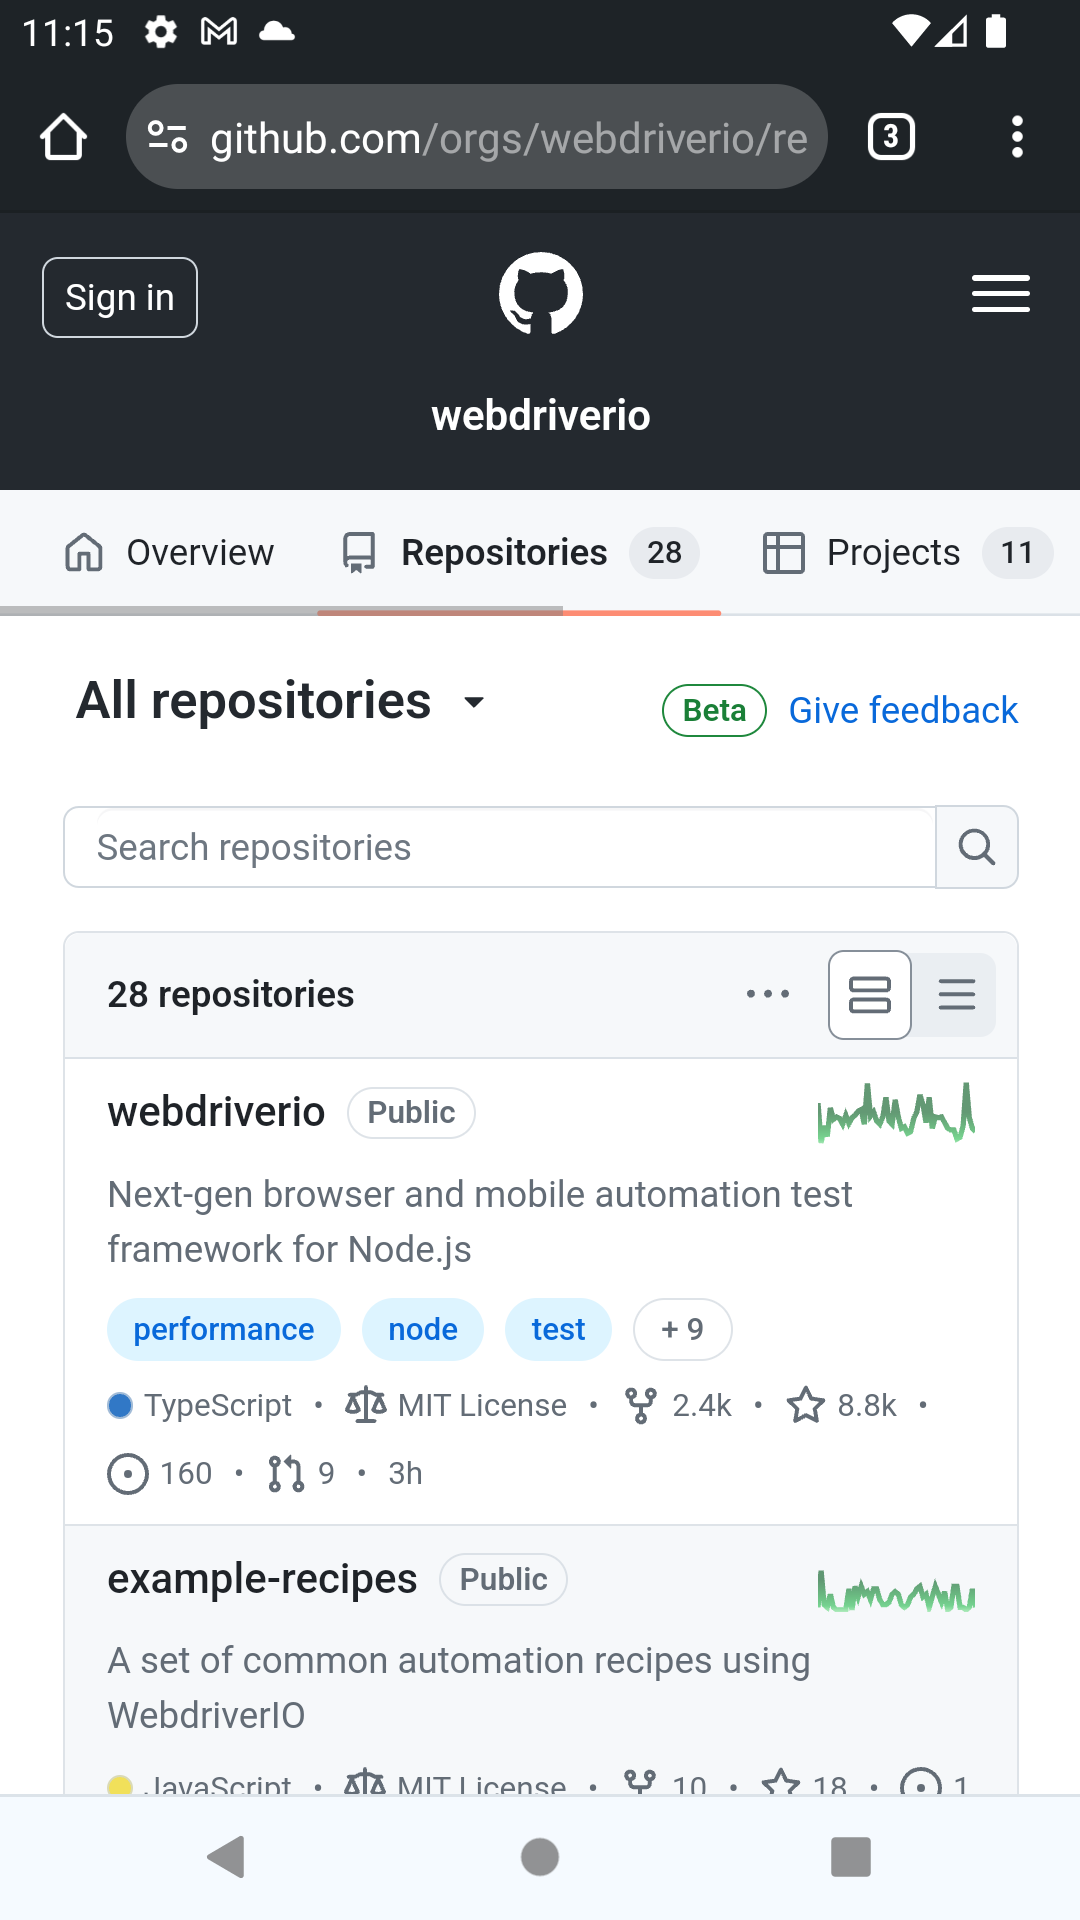 11:15
github.com/orgs/webdriverio/re
3
Sign in
webdriverio
Overview
Repositories 28
Projects 11
All repositories
Beta
Give feedback
Search repositories
28 repositories
webdriverio Public
Next-gen browser and mobile automation test
framework for Node.js
performance node test + 9
TypeScript • MIT License • 2.4k • 8.8k •
160 • 9 • 3h
example-recipes Public
A set of common automation recipes using
WebdriverIO
JavaScript • MIT License • 10 • 18 • 1